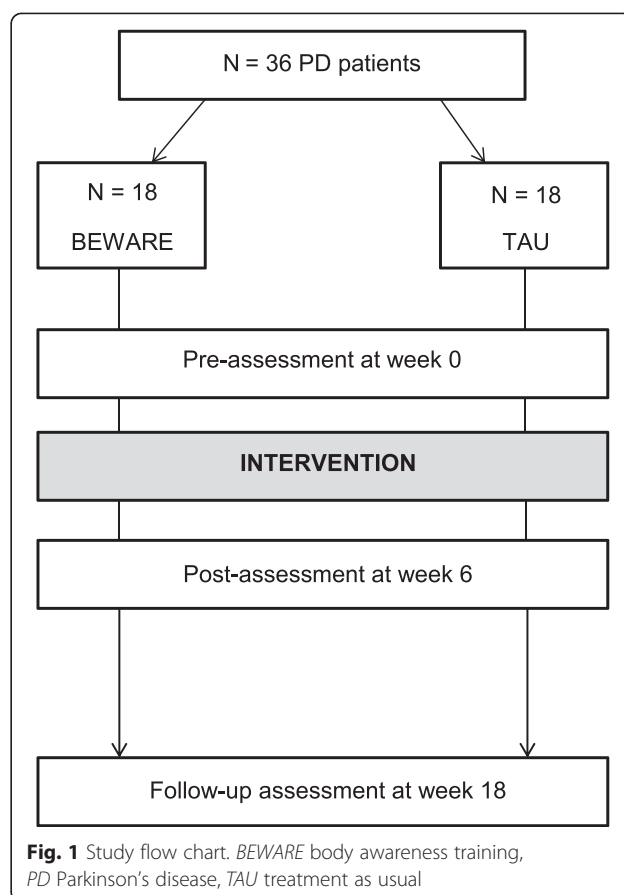 N = 36 PD patients
N = 18
BEWARE
N = 18
TAU
Pre-assessment at week 0
INTERVENTION
Post-assessment at week 6
Follow-up assessment at week 18
Fig. 1 Study flow chart. BEWARE body awareness training,
PD Parkinson's disease, TAU treatment as usual